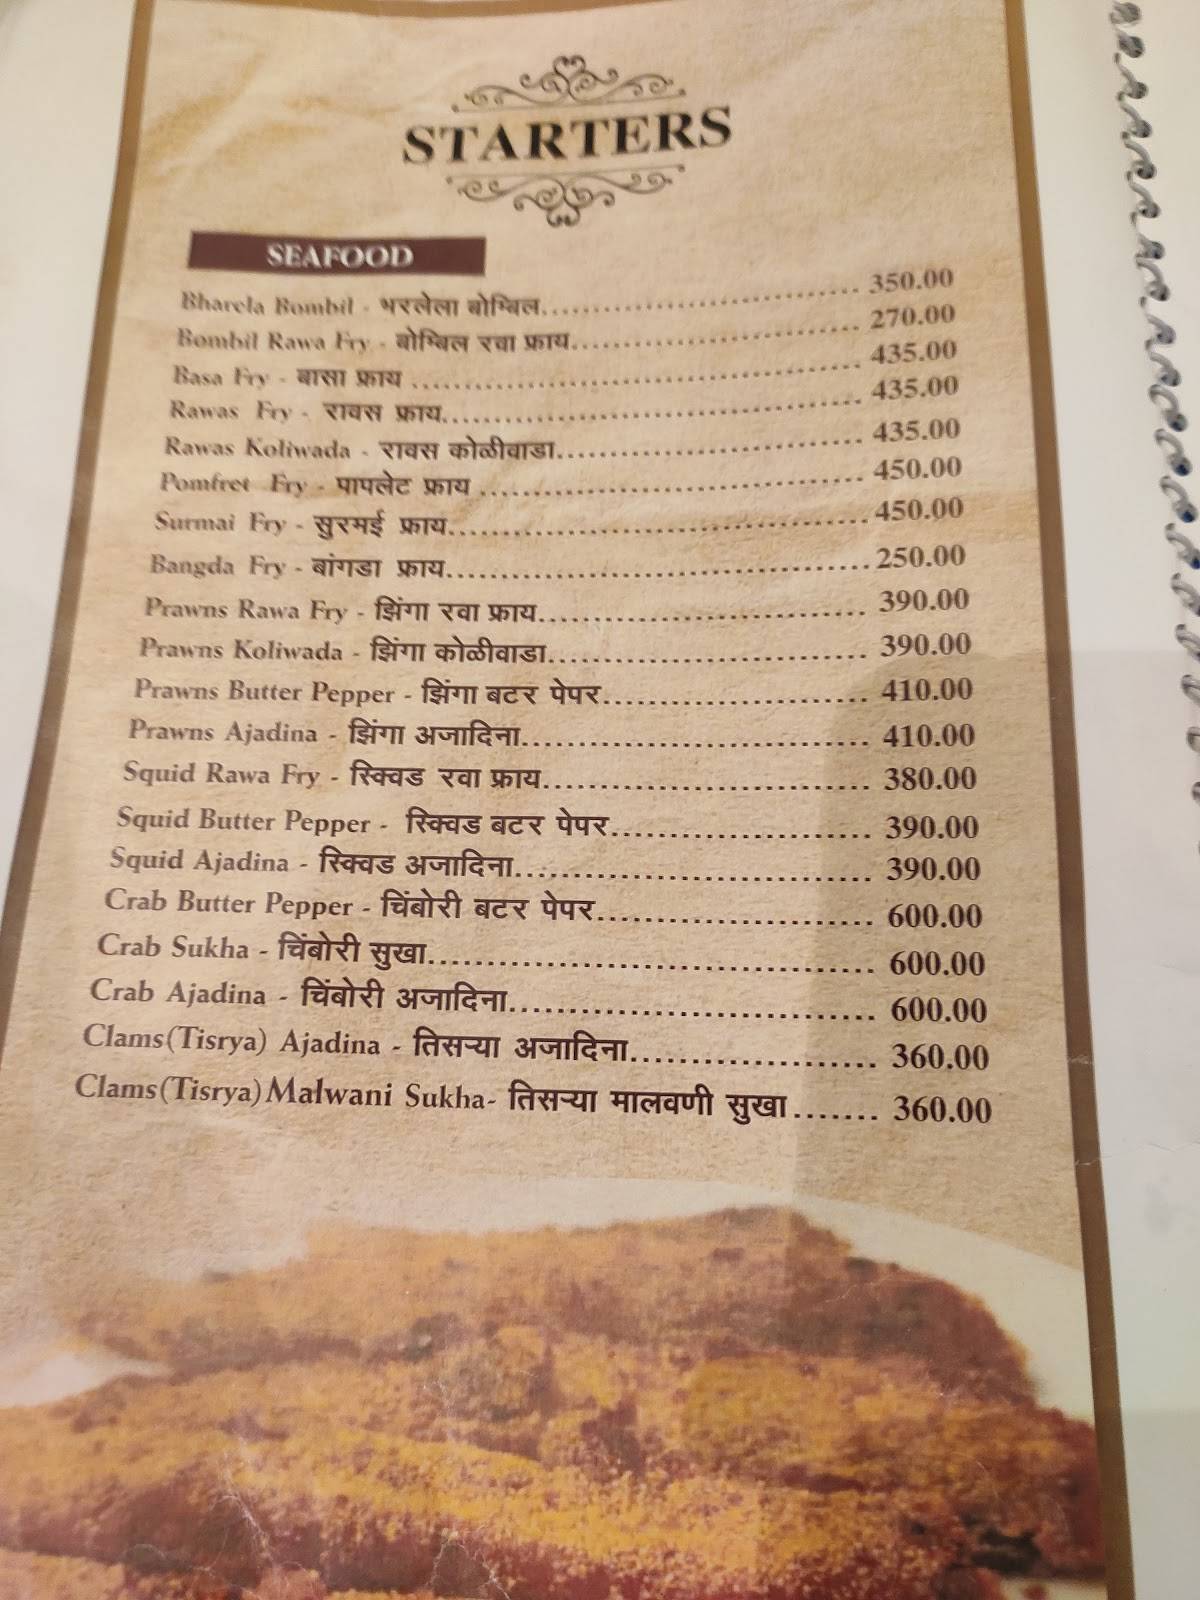 STARTERS
SEAFOOD
Bharela Bombil - भरलेला बोम्बिल........................................ 350.00
Bombil Rawa Fry - बोम्बिल रवा फ्राय..................................... 270.00
Basa Fry - बासा फ्राय ................................................ 435.00
Rawas Fry - रावस फ्राय............................................... 435.00
Rawas Koliwada - रावस कोळीवाडा................................... 435.00
Pomfret Fry - पापलेट फ्राय .......................................... 450.00
Surmai Fry - सुरमई फ्राय.............................................450.00
Bangda Fry - बांगडा फ्राय.............................................250.00
Prawns Rawa Fry - झिंगा रवा फ्राय.................................. 390.00
Prawns Koliwada - झिंगा कोळीवाडा................................. 390.00
Prawns Butter Pepper - झिंगा बटर पेपर........................... 410.00
Prawns Ajadina - झिंगा अजादिना................................... 410.00
Squid Rawa Fry - स्क्विड रवा फ्राय................................. 380.00
Squid Butter Pepper - स्क्विड बटर पेपर.......................... 390.00
Squid Ajadina - स्क्विड अजादिना.................................. 390.00
Crab Butter Pepper - चिंबोरी बटर पेपर........................... 600.00
Crab Sukha - चिंबोरी सुखा.......................................... 600.00
Crab Ajadina - चिंबोरी अजादिना................................... 600.00
Clams(Tisrya) Ajadina - तिसऱ्या अजादिना....................... 360.00
Clams(Tisrya)Malwani Sukha- तिसऱ्या मालवणी सुखा....... 360.00